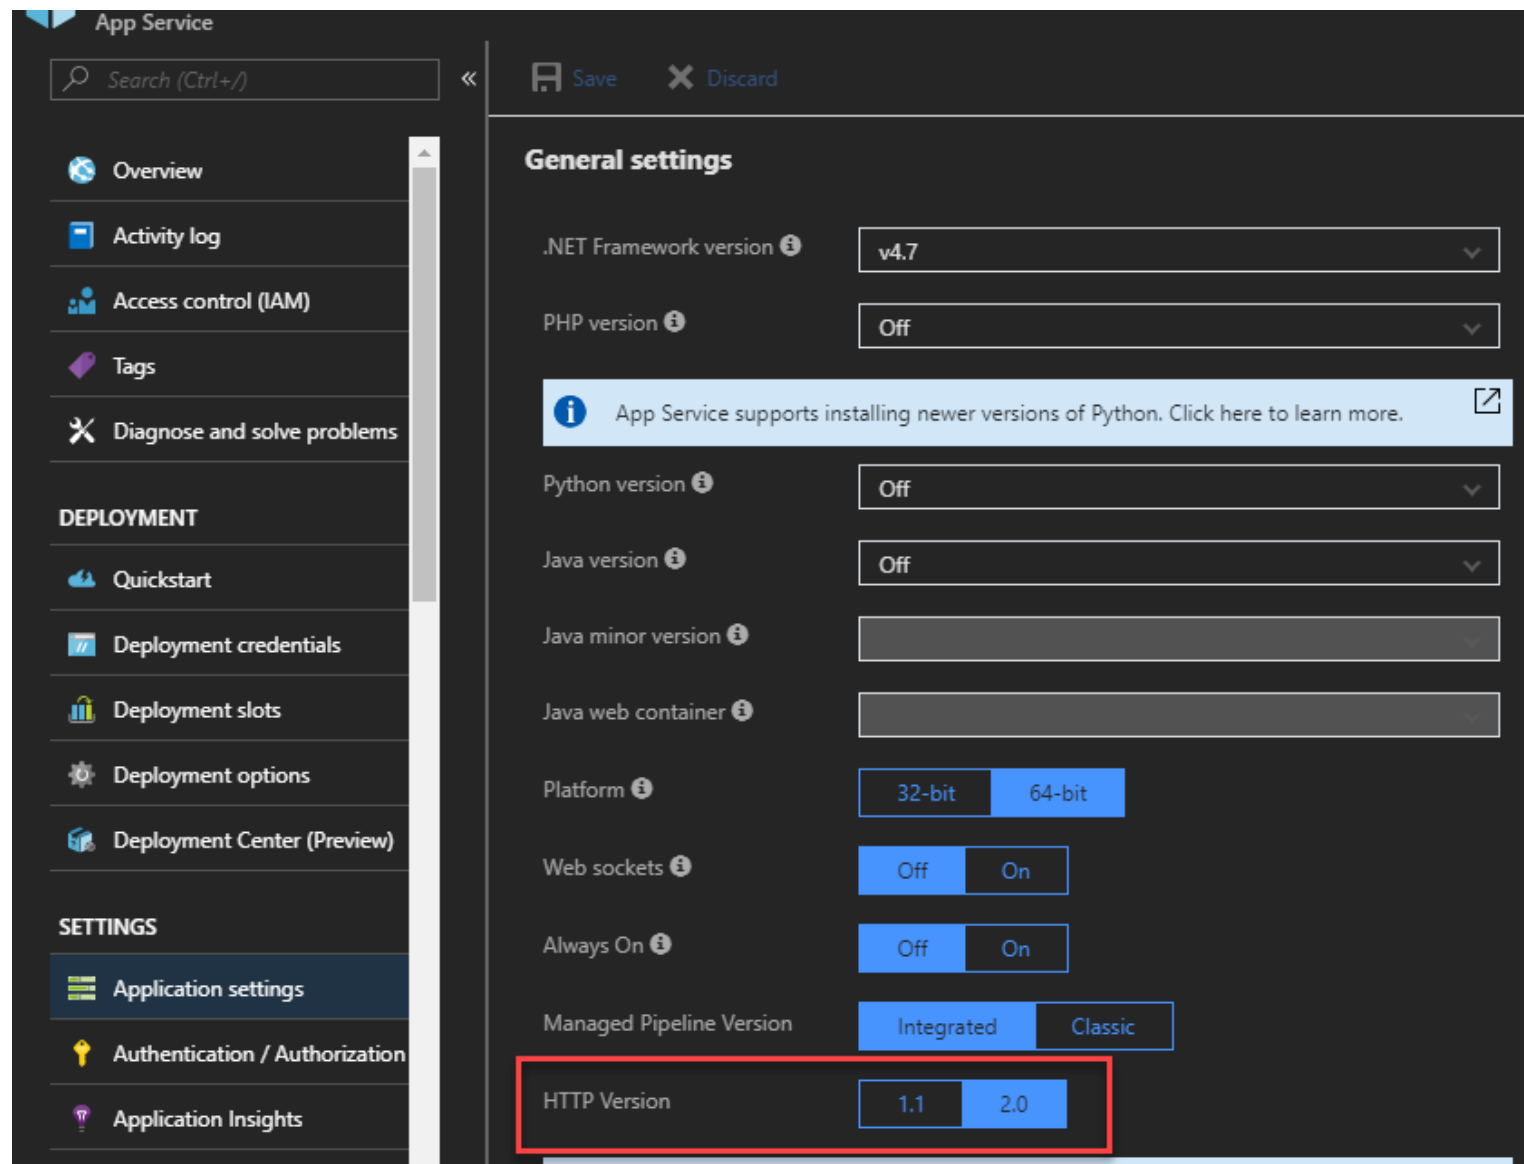 App Service
Search (Ctrl+/)
«
Overview
Activity log
Access control (IAM)
Tags
Diagnose and solve problems
DEPLOYMENT
Quickstart
Deployment credentials
Deployment slots
Deployment options
Deployment Center (Preview)
SETTINGS
Application settings
Authentication / Authorization
Application Insights
Save Discard
General settings
.NET Framework version v4.7
PHP version Off
App Service supports installing newer versions of Python. Click here to learn more.
Python version Off
Java version Off
Java minor version
Java web container
Platform 32-bit 64-bit
Web sockets Off On
Always On Off On
Managed Pipeline Version Integrated Classic
HTTP Version 1.1 2.0